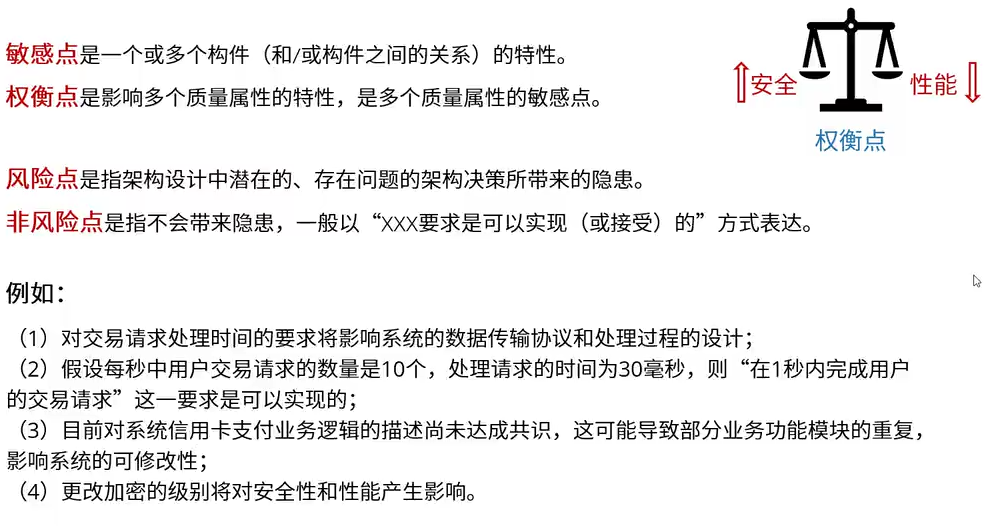 敏感点是一个或多个构件（和/或构件之间的关系）的特性。
权衡点是影响多个质量属性的特性，是多个质量属性的敏感点。
安全 性能
权衡点
风险点是指架构设计中潜在的、存在问题的架构决策所带来的隐患。
非风险点是指不会带来隐患，一般以“XXX要求是可以实现（或接受）的”方式表达。
例如：
（1）对交易请求处理时间的要求将影响系统的数据传输协议和处理过程的设计；
（2）假设每秒中用户交易请求的数量是10个，处理请求的时间为30毫秒，则“在1秒内完成用户
的交易请求”这一要求是可以实现的；
（3）目前对系统信用卡支付业务逻辑的描述尚未达成共识，这可能导致部分业务功能模块的重复，
影响系统的可修改性；
（4）更改加密的级别将对安全性和性能产生影响。